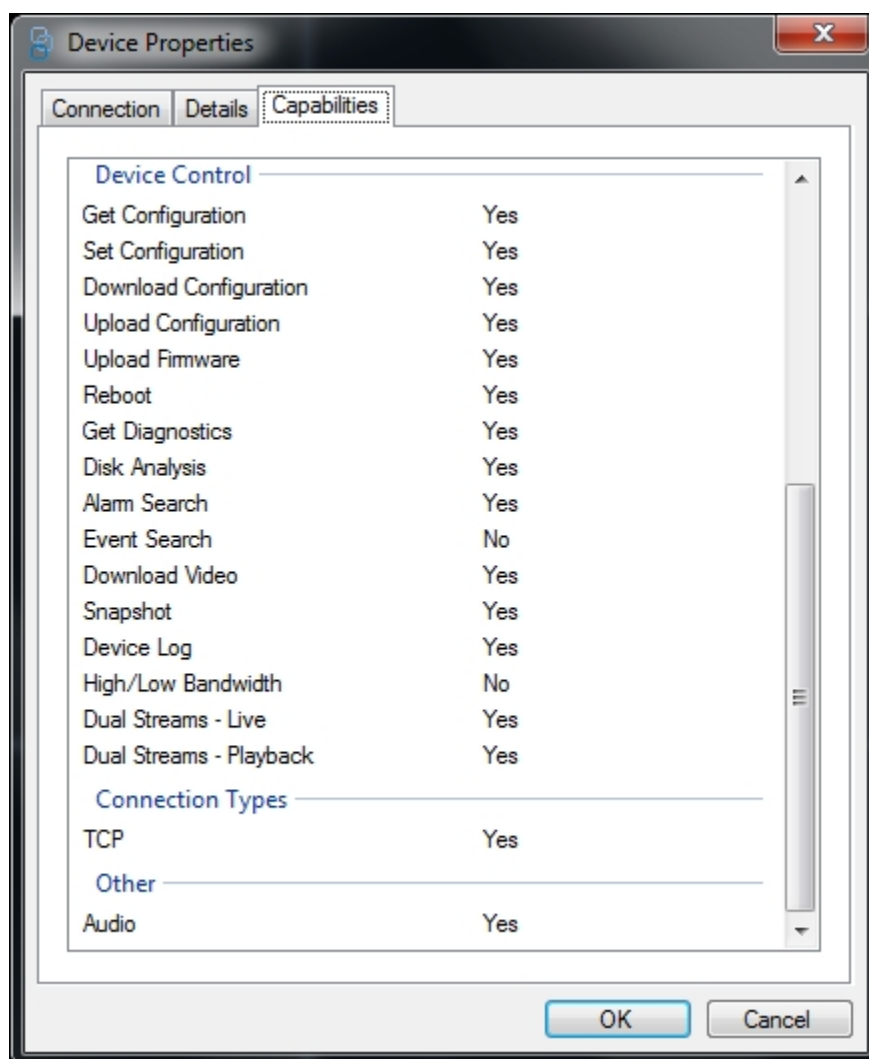 Device Properties
Connection Details Capabilities
Device Control
Get Configuration Yes
Set Configuration Yes
Download Configuration Yes
Upload Configuration Yes
Upload Firmware Yes
Reboot Yes
Get Diagnostics Yes
Disk Analysis Yes
Alarm Search Yes
Event Search No
Download Video Yes
Snapshot Yes
Device Log Yes
High/Low Bandwidth No
Dual Streams - Live Yes
Dual Streams - Playback Yes
Connection Types
TCP Yes
Other
Audio Yes
OK Cancel